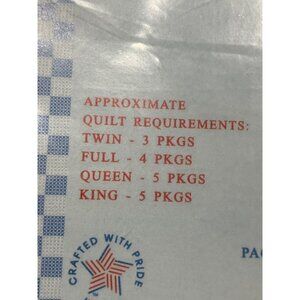 APPROXIMATE
QUILT REQUIREMENTS:
TWIN - 3 PKGS
FULL - 4 PKGS
QUEEN - 5 PKGS
KING - 5 PKGS
CRAFTED WITH PRIDE